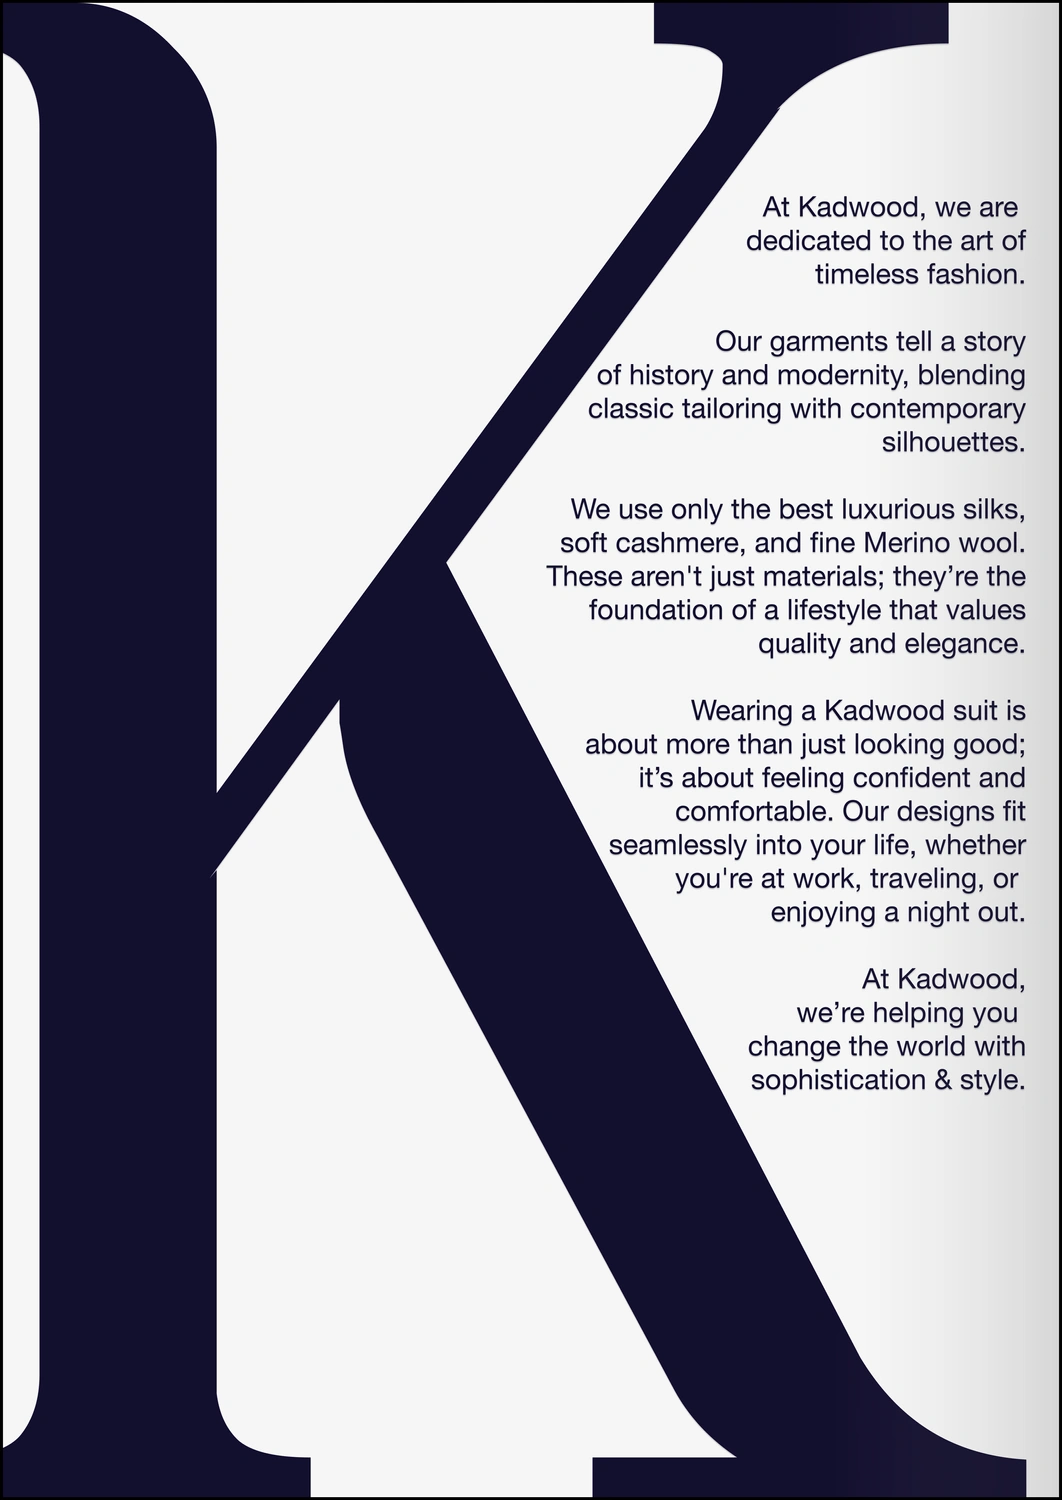 K
At Kadwood, we are
dedicated to the art of
timeless fashion.
Our garments tell a story
of history and modernity, blending
classic tailoring with contemporary
silhouettes.
We use only the best luxurious silks,
soft cashmere, and fine Merino wool.
These aren't just materials; they’re the
foundation of a lifestyle that values
quality and elegance.
Wearing a Kadwood suit is
about more than just looking good;
it’s about feeling confident and
comfortable. Our designs fit
seamlessly into your life, whether
you're at work, traveling, or
enjoying a night out.
At Kadwood,
we’re helping you
change the world with
sophistication & style.